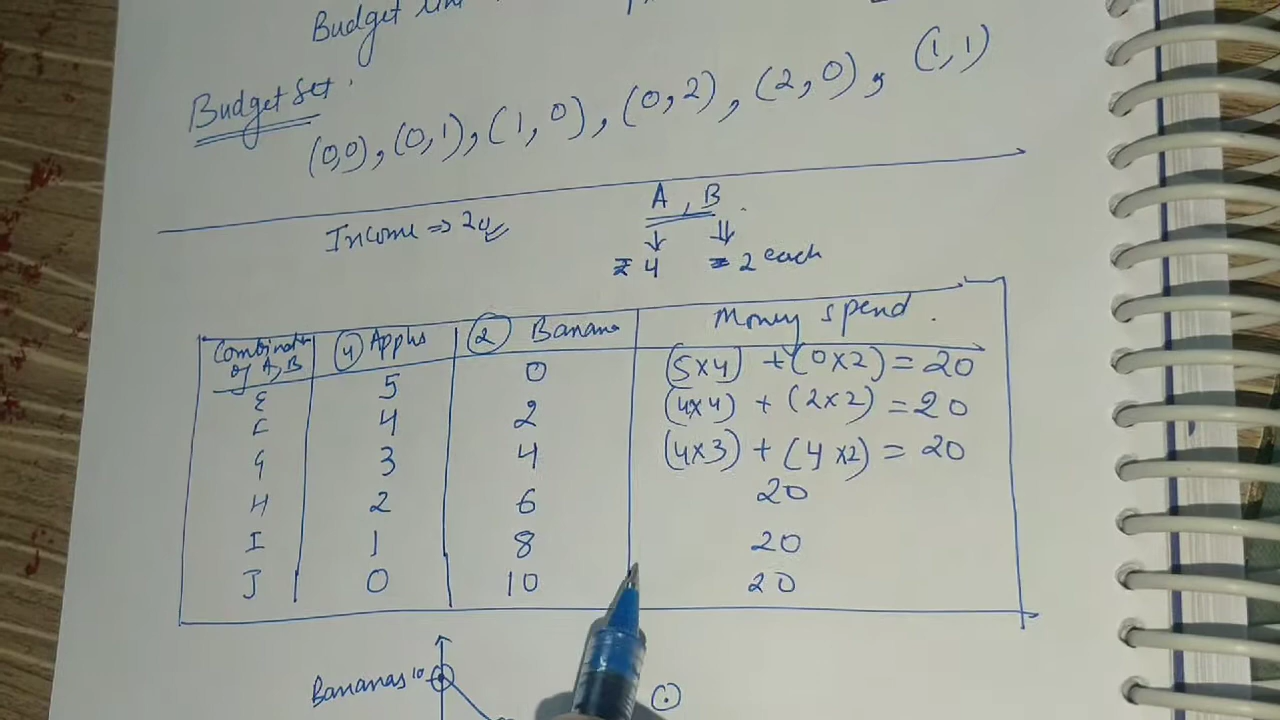 Budget line
Budget Set
(0,0), (0,1), (1,0), (0,2), (2,0), (1,1)
Income => 20 A, B
₹ 4 ₹ 2 each
Combinatn of A,B (4) Apples (2) Banana Money spend.
E 5 0 (5x4) + (0x2) = 20
F 4 2 (4x4) + (2x2) = 20
G 3 4 (4x3) + (4x2) = 20
H 2 6 20
I 1 8 20
J 0 10 20
Bananas 10